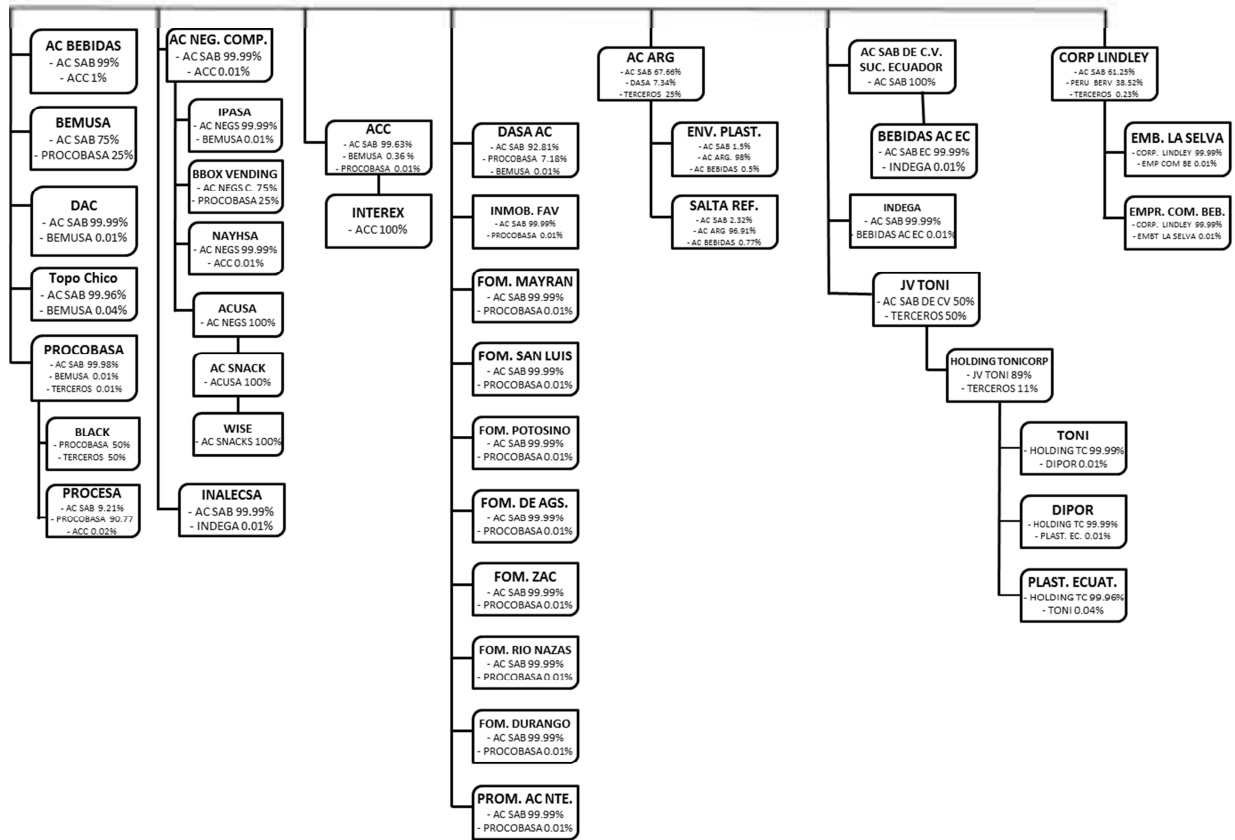 AC BEBIDAS
- AC SAB 99%
- ACC 1%
BEMUSA
- AC SAB 75%
- PROCOBASA 25%
DAC
- AC SAB 99.99%
- BEMUSA 0.01%
Topo Chico
- AC SAB 99.96%
- BEMUSA 0.04%
PROCOBASA
- AC SAB 99.98%
- BEMUSA 0.01%
- TERCEROS 0.01%
BLACK
- PROCOBASA 50%
- TERCEROS 50%
PROCESA
- AC SAB 9.21%
- PROCOBASA 90.77
- ACC 0.02%
AC NEG. COMP.
- AC SAB 99.99%
- ACC 0.01%
IPASA
- AC NEGS 99.99%
- BEMUSA 0.01%
BBOX VENDING
- AC NEGS C. 75%
- PROCOBASA 25%
NAYHSA
- AC NEGS 99.99%
- ACC 0.01%
ACUSA
- AC NEGS 100%
AC SNACK
- ACUSA 100%
WISE
- AC SNACKS 100%
INALECSA
- AC SAB 99.99%
- INDEGA 0.01%
ACC
- AC SAB 99.63%
- BEMUSA 0.36 %
- PROCOBASA 0.01%
INTEREX
- ACC 100%
DASA AC
- AC SAB 92.81%
- PROCOBASA 7.18%
- BEMUSA 0.01%
INMOB. FAV
- AC SAB 99.99%
- PROCOBASA 0.01%
FOM. MAYRAN
- AC SAB 99.99%
- PROCOBASA 0.01%
FOM. SAN LUIS
- AC SAB 99.99%
- PROCOBASA 0.01%
FOM. POTOSINO
- AC SAB 99.99%
- PROCOBASA 0.01%
FOM. DE AGS.
- AC SAB 99.99%
- PROCOBASA 0.01%
FOM. ZAC
- AC SAB 99.99%
- PROCOBASA 0.01%
FOM. RIO NAZAS
- AC SAB 99.99%
- PROCOBASA 0.01%
FOM. DURANGO
- AC SAB 99.99%
- PROCOBASA 0.01%
PROM. AC NTE.
- AC SAB 99.99%
- PROCOBASA 0.01%
AC ARG
- AC SAB 67.66%
- DASA 7.34%
- TERCEROS 25%
ENV. PLAST.
- AC SAB 1.5%
- AC ARG. 98%
- AC BEBIDAS 0.5%
SALTA REF.
- AC SAB 2.32%
- AC ARG 96.91%
- AC BEBIDAS 0.77%
AC SAB DE C.V.
SUC. ECUADOR
- AC SAB 100%
BEBIDAS AC EC
- AC SAB EC 99.99%
- INDEGA 0.01%
INDEGA
- AC SAB 99.99%
- BEBIDAS AC EC 0.01%
JV TONI
- AC SAB DE CV 50%
- TERCEROS 50%
HOLDING TONICORP
- JV TONI 89%
- TERCEROS 11%
TONI
- HOLDING TC 99.99%
- DIPOR 0.01%
DIPOR
- HOLDING TC 99.99%
- PLAST. EC. 0.01%
PLAST. ECUAT.
- HOLDING TC 99.96%
- TONI 0.04%
CORP LINDLEY
- AC SAB 61.25%
- PERU BERV 38.52%
- TERCEROS 0.23%
EMB. LA SELVA
- CORP. LINDLEY 99.99%
- EMP COM BE 0.01%
EMPR. COM. BEB.
- CORP. LINDLEY 99.99%
- EMBT LA SELVA 0.01%